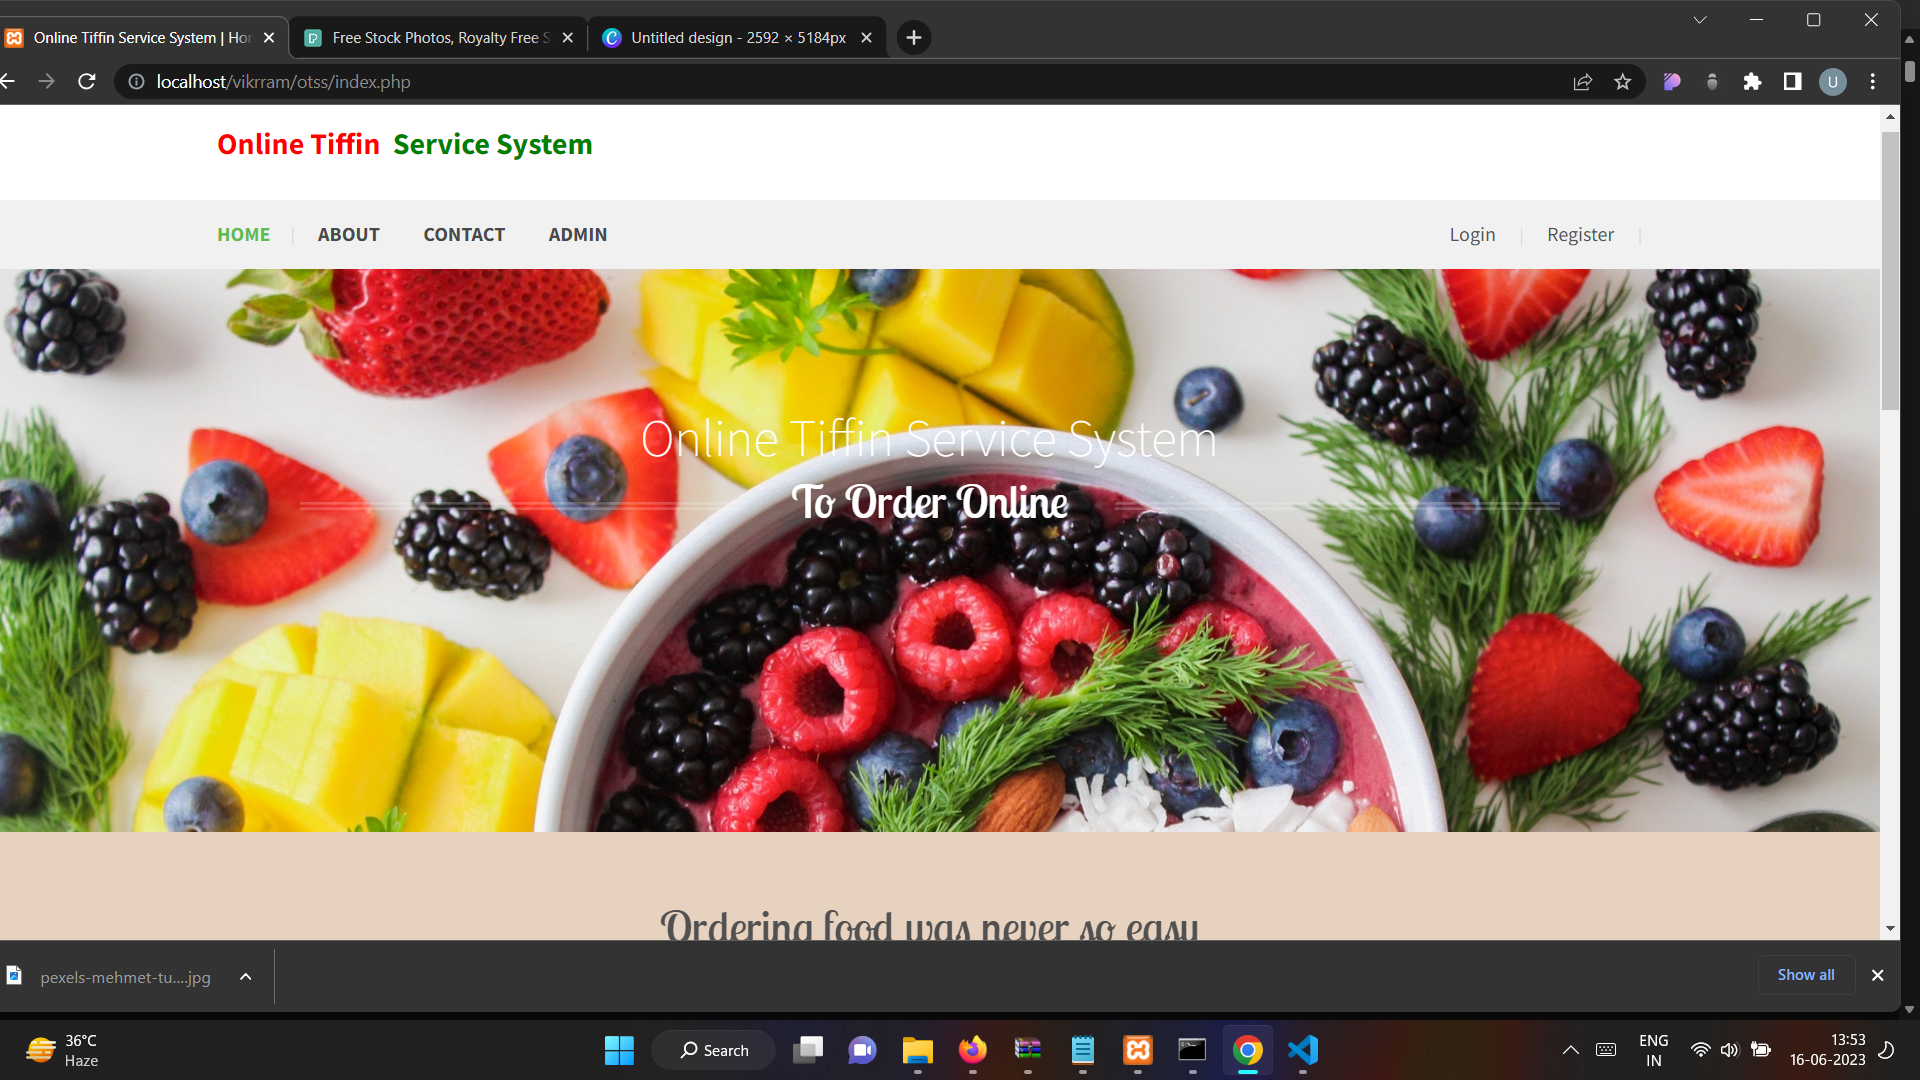 Online Tiffin Service System | Hor
Free Stock Photos, Royalty Free S
Untitled design - 2592 × 5184px
localhost/vikrram/otss/index.php
U
Online Tiffin Service System
HOME ABOUT CONTACT ADMIN Login Register
Online Tiffin Service System
To Order Online
Ordering food was never so easy
pexels-mehmet-tu....jpg
Show all
36°C
Haze
Search
ENG
IN
13:53
16-06-2023